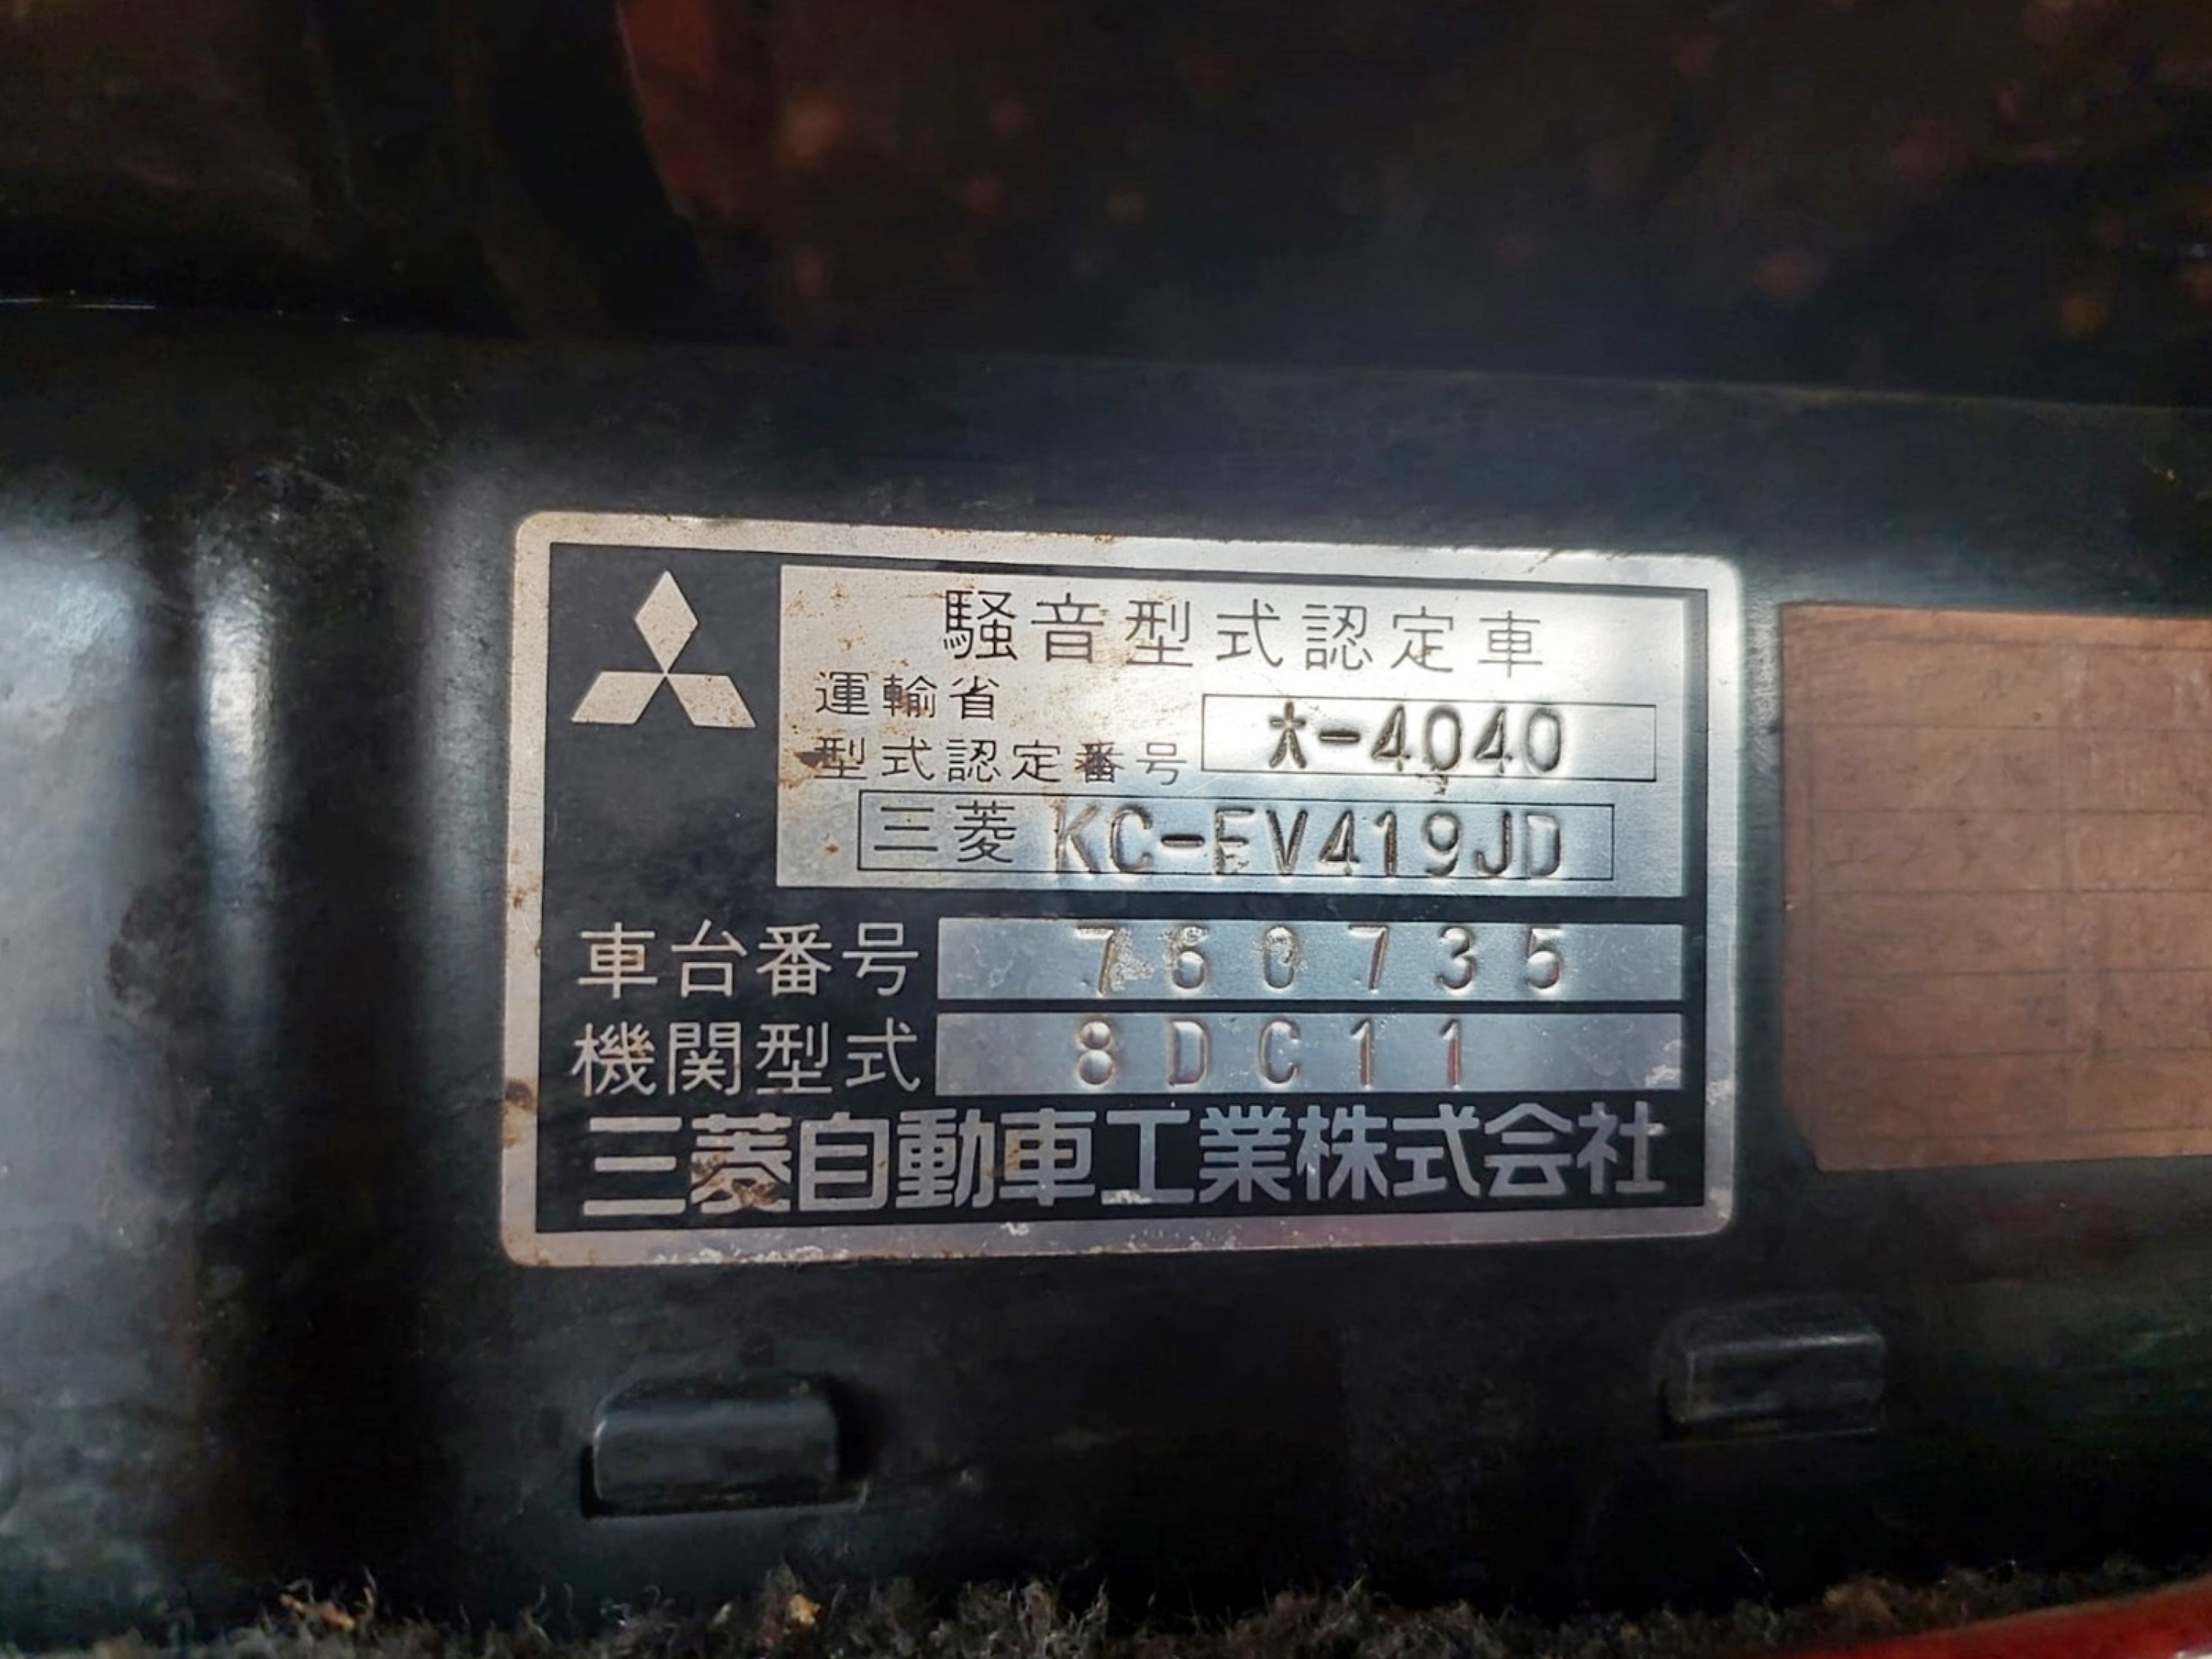 騒音型式認定車
運輸省
型式認定番号 大-4040
三菱 KC-FV419JD
車台番号 760735
機関型式 8DC11
三菱自動車工業株式会社